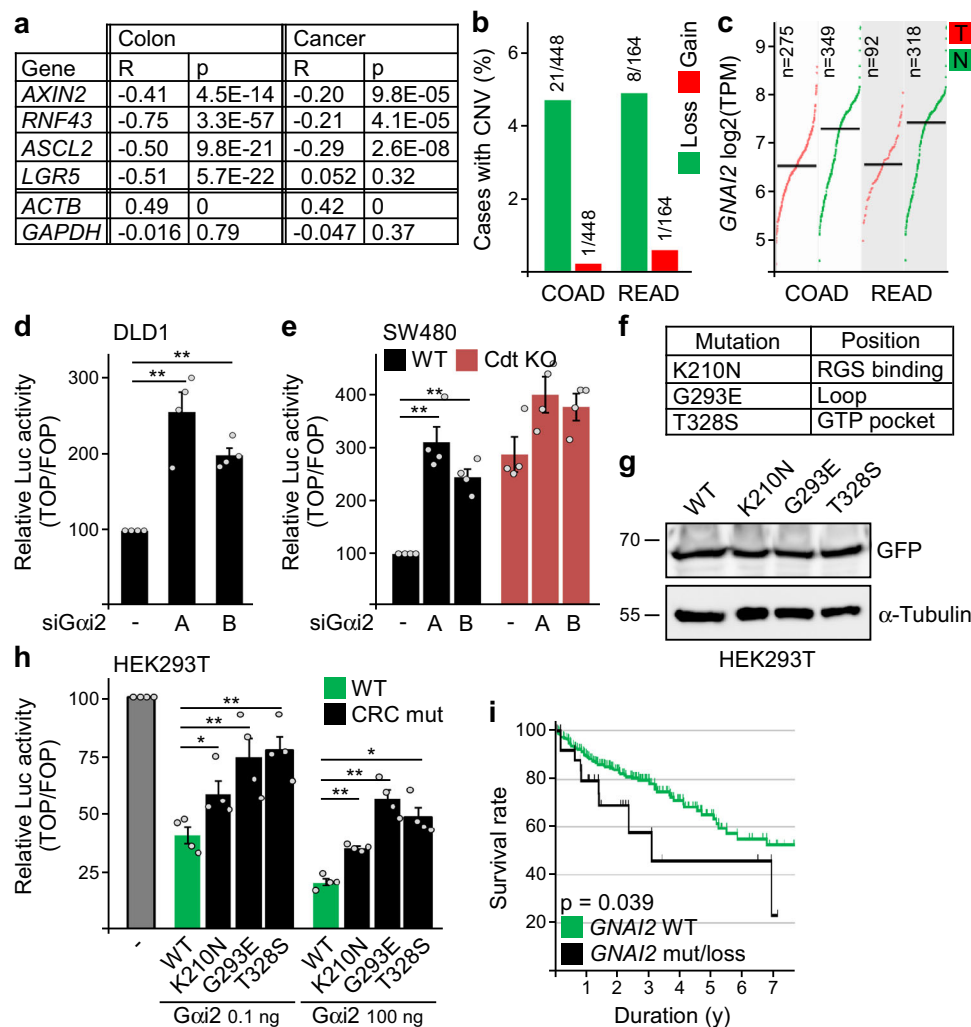 a
Colon Cancer
Gene R p R p
AXIN2 -0.41 4.5E-14 -0.20 9.8E-05
RNF43 -0.75 3.3E-57 -0.21 4.1E-05
ASCL2 -0.50 9.8E-21 -0.29 2.6E-08
LGR5 -0.51 5.7E-22 0.052 0.32
ACTB 0.49 0 0.42 0
GAPDH -0.016 0.79 -0.047 0.37
b
Cases with CNV (%)
6
4
2
21/448
1/448
8/164
1/164
COAD READ
Loss Gain
c
GNAI2 log2(TPM)
9
8
7
6
5
n=275
n=349
n=92
n=318
T
N
COAD READ
d
DLD1
Relative Luc activity
(TOP/FOP)
300
200
100
**
**
siGαi2 - A B
e
SW480
WT Cdt KO
Relative Luc activity
(TOP/FOP)
400
300
200
100
**
**
siGαi2 - A B - A B
f
Mutation Position
K210N RGS binding
G293E Loop
T328S GTP pocket
g
WT K210N G293E T328S
70
GFP
55
α-Tubulin
HEK293T
h
HEK293T
WT
CRC mut
Relative Luc activity
(TOP/FOP)
100
75
50
25
**
**
*
*
**
**
- WT K210N G293E T328S WT K210N G293E T328S
Gαi2 0.1 ng Gαi2 100 ng
i
Survival rate
100
80
60
40
20
p = 0.039
GNAI2 WT
GNAI2 mut/loss
1 2 3 4 5 6 7
Duration (y)